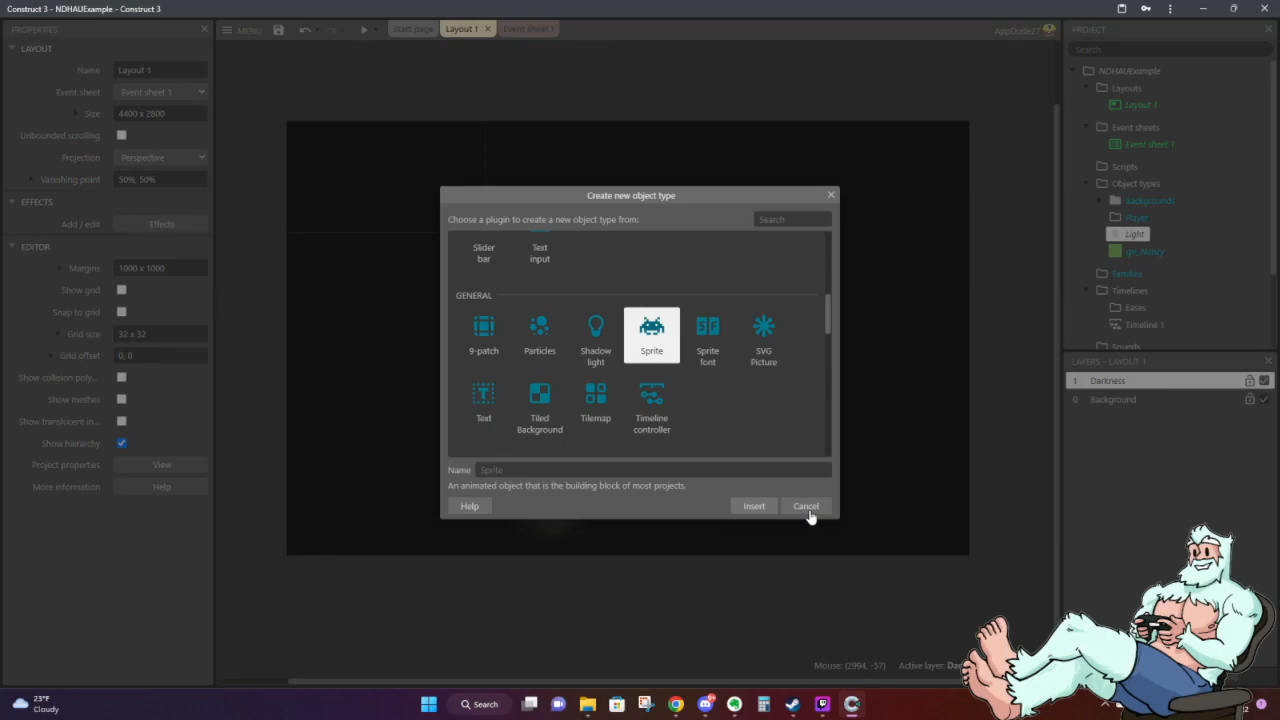 Construct 3 - NDHAUExample - Construct 3
PROPERTIES
LAYOUT
Name Layout 1
Event sheet Event sheet 1
Size 4400 x 2800
Unbounded scrolling
Projection Perspective
Vanishing point 50%, 50%
EFFECTS
Add / edit Effects
EDITOR
Margins 1000 x 1000
Show grid
Snap to grid
Grid size 32 x 32
Grid offset 0, 0
Show collision poly...
Show meshes
Show translucent in...
Show hierarchy
Project properties View
More information Help
MENU
Start page
Layout 1
Event sheet 1
AppDudie27
Create new object type
Choose a plugin to create a new object type from:
Search
Slider bar
Text input
GENERAL
9-patch
Particles
Shadow light
Sprite
SF
Sprite font
SVG Picture
Text
Tiled Background
Tilemap
Timeline controller
Name Sprite
An animated object that is the building block of most projects.
Help
Insert
Cancel
Mouse: (2994, -57)
Active layer:
PROJECT
Search
NDHAUExample
Layouts
Layout 1
Event sheets
Event sheet 1
Scripts
Object types
Backgrounds
Player
Light
Families
Timelines
Eases
Timeline 1
Sounds
LAYERS - LAYOUT 1
1 Darkness
0 Background
23°F
Cloudy
Search